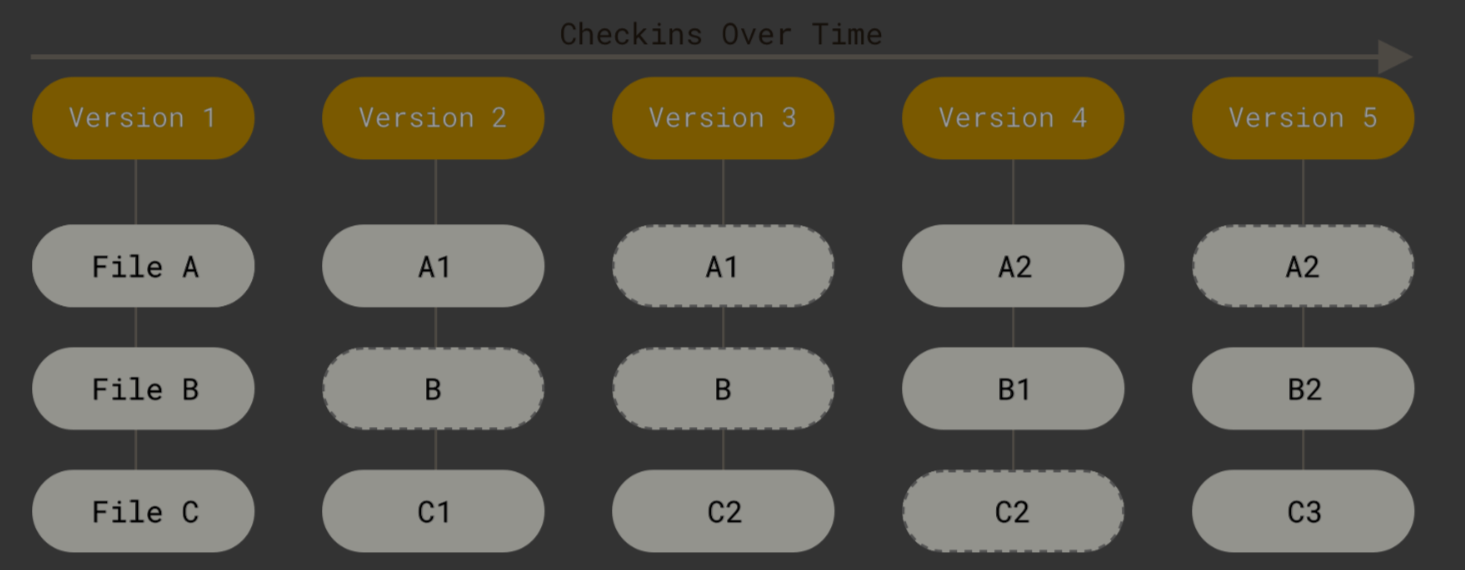 Checkins Over Time
Version 1 Version 2 Version 3 Version 4 Version 5
File A A1 A1 A2 A2
File B B B B1 B2
File C C1 C2 C2 C3